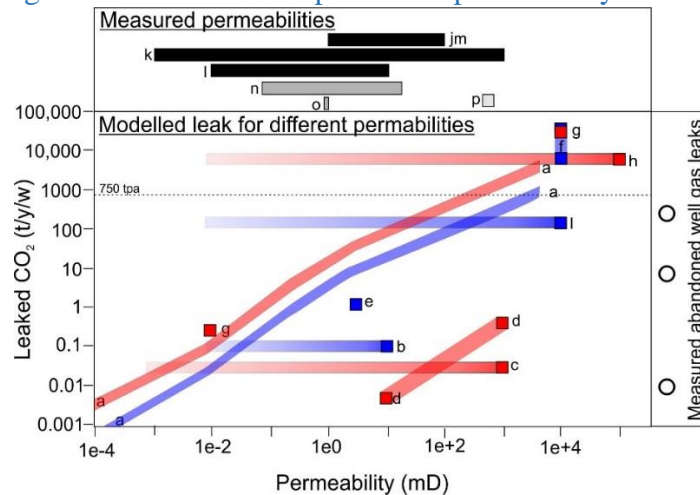 Measured permeabilities
jm
k
l
n
o
p
100,000
Modelled leak for different permabilities
10,000
1000
100
10
1
0.1
0.01
0.001
Leaked CO₂ (t/y/w)
750 tpa
g
f
h
a
a
l
e
g
b
d
c
d
a
a
1e-4
1e-2
1e0
1e+2
1e+4
Permeability (mD)
Measured abandoned well gas leaks